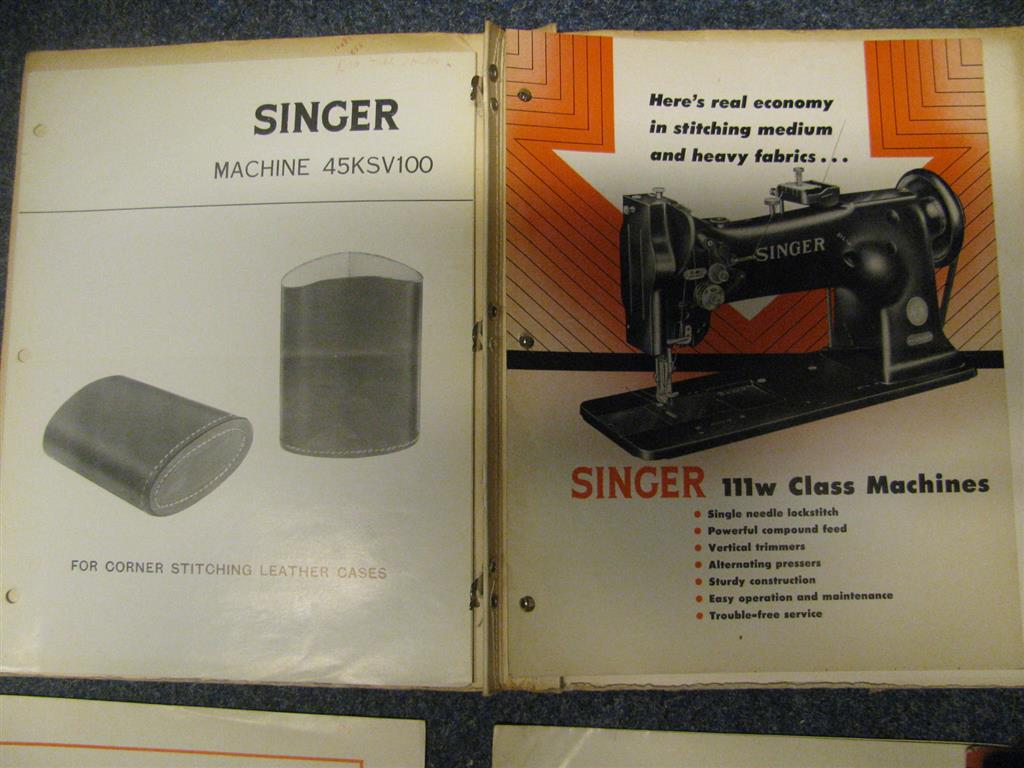 SINGER
MACHINE 45KSV100
FOR CORNER STITCHING LEATHER CASES
Here's real economy
in stitching medium
and heavy fabrics...
SINGER
SINGER 111w Class Machines
• Single needle lockstitch
• Powerful compound feed
• Vertical trimmers
• Alternating pressers
• Sturdy construction
• Easy operation and maintenance
• Trouble-free service